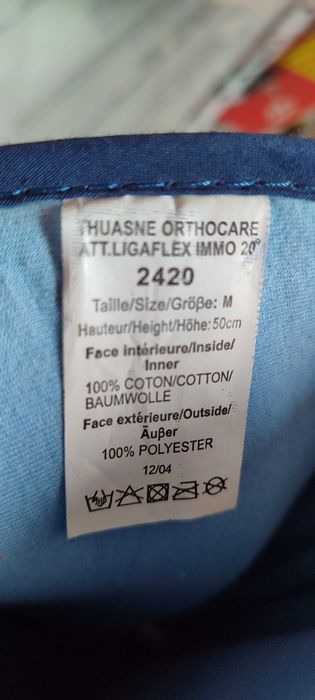 THUASNE ORTHOCARE
ATT.LIGAFLEX IMMO 20°
2420
Taille/Size/Größe: M
Hauteur/Height/Höhe: 50cm
Face intérieure/Inside/
Inner
100% COTON/COTTON/
BAUMWOLLE
Face extérieure/Outside/
Äußer
100% POLYESTER
12/04